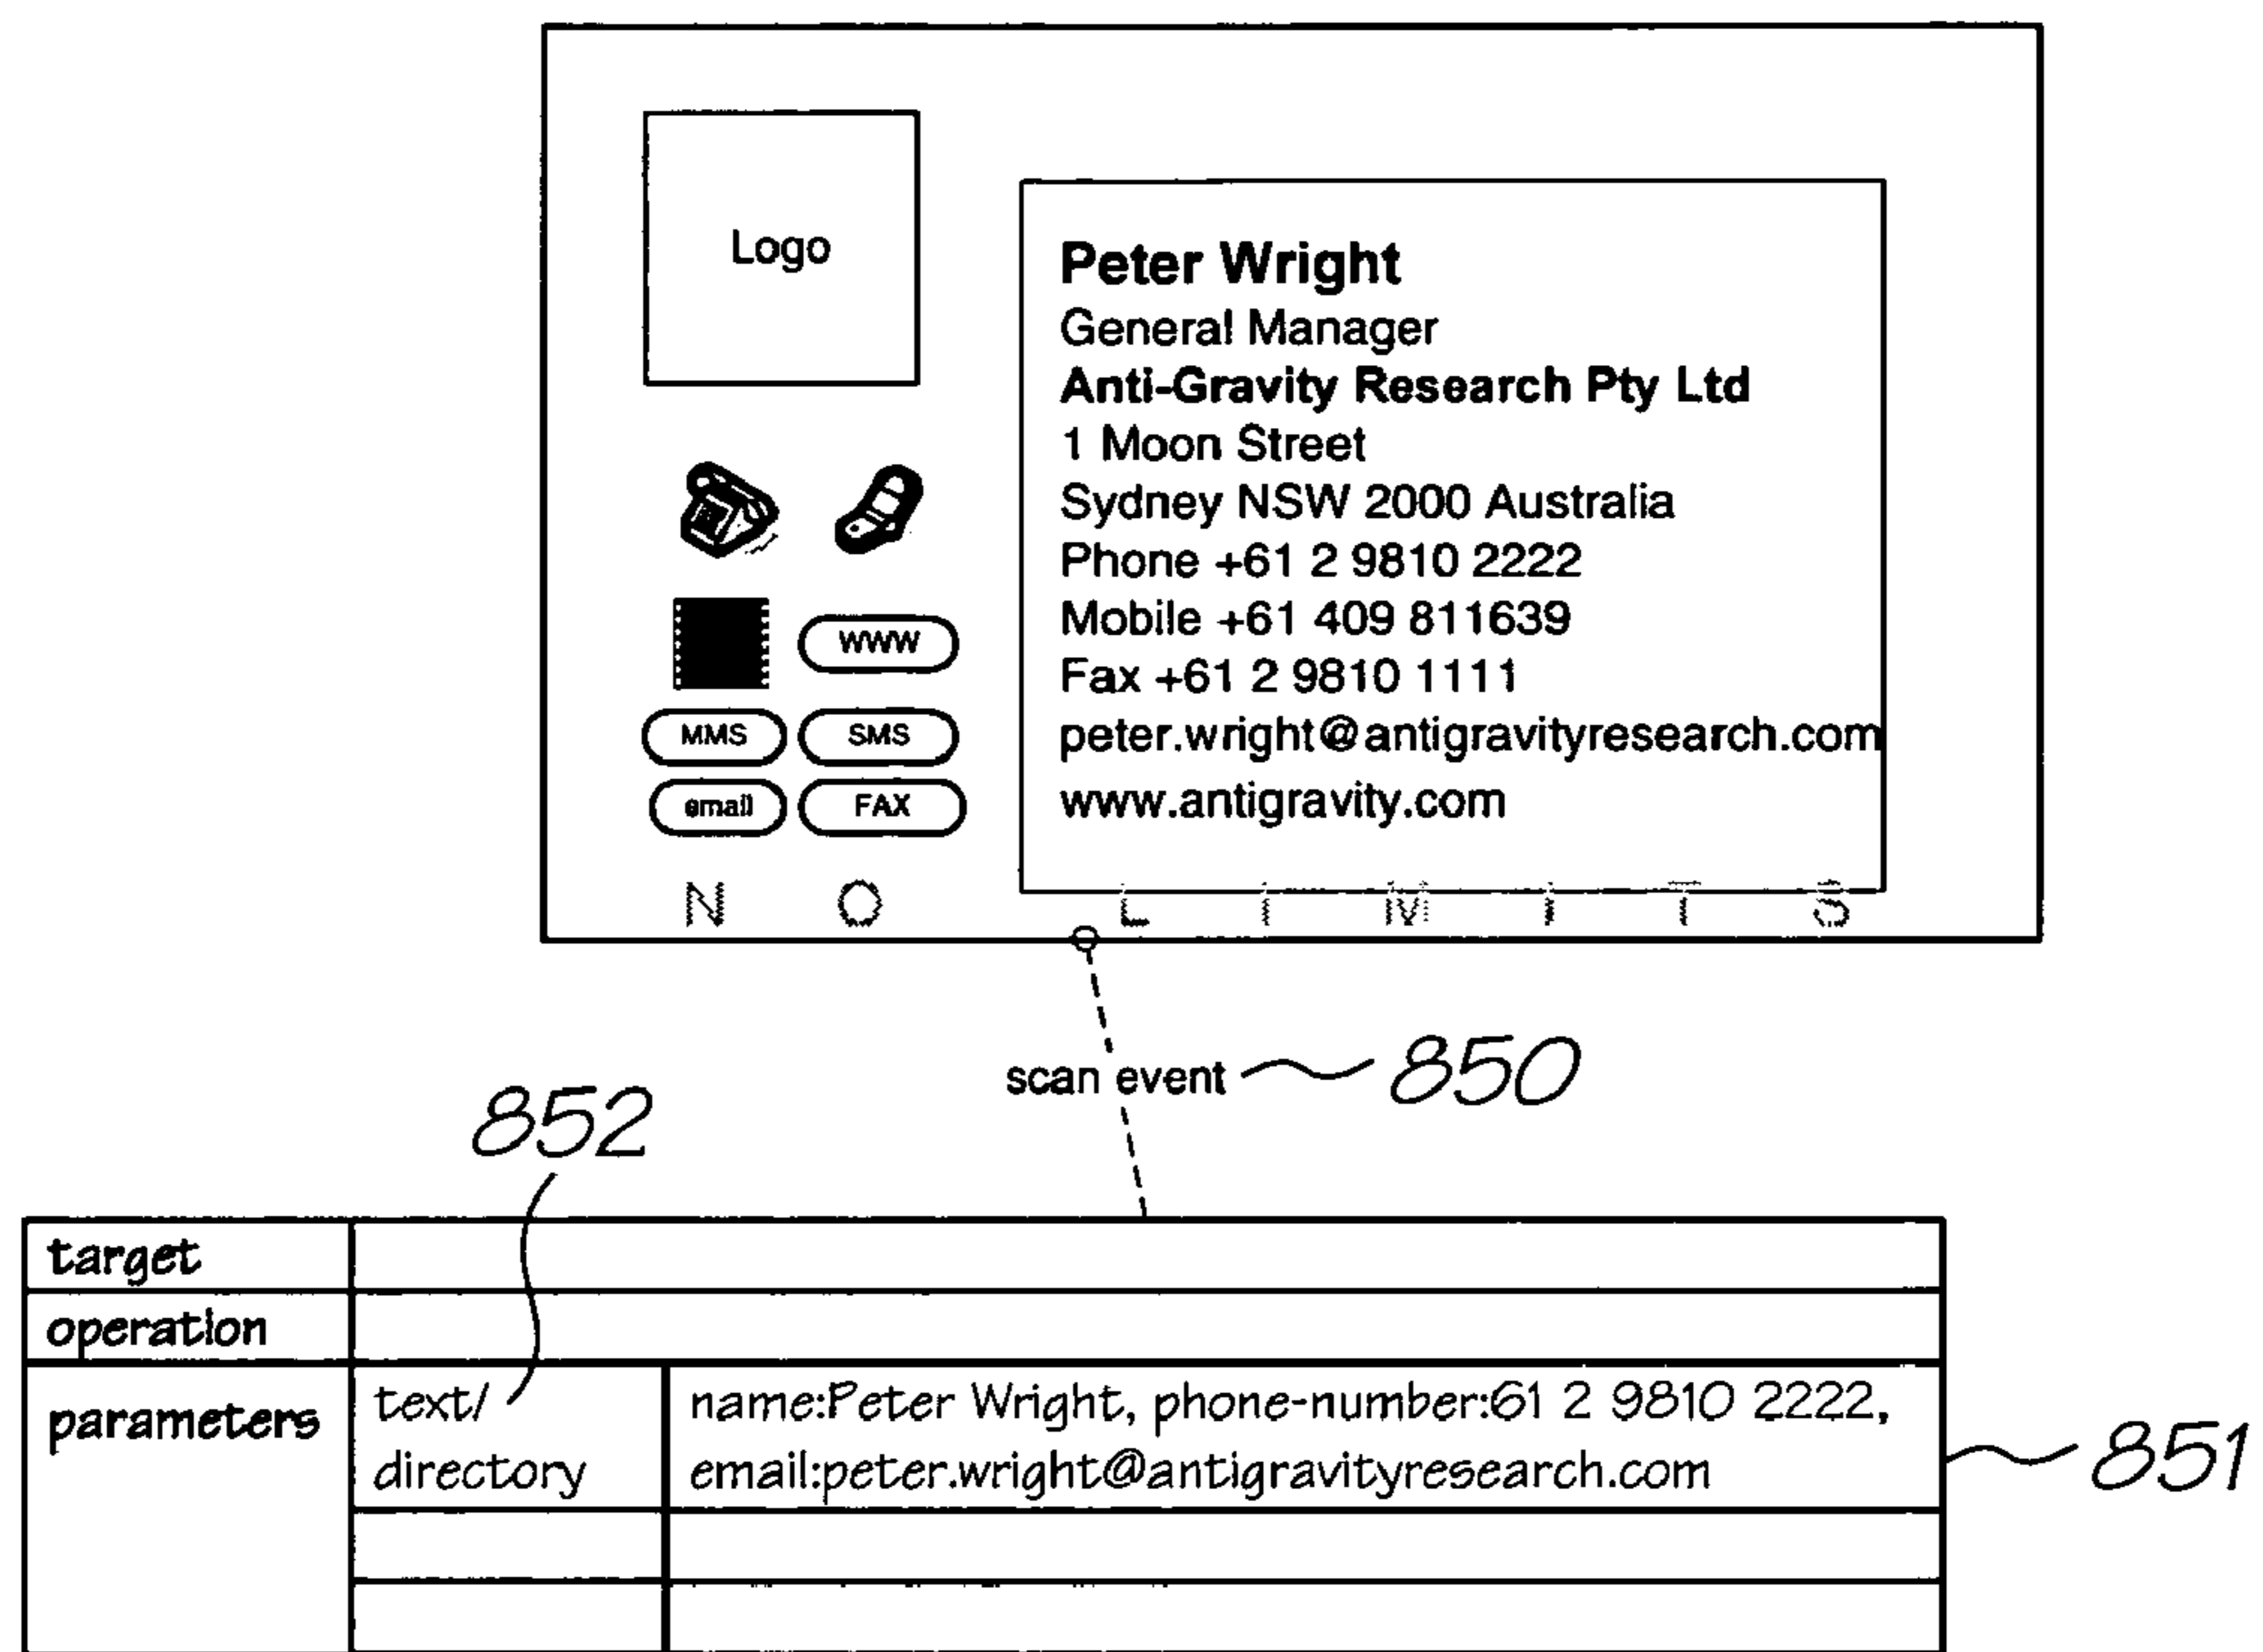 Logo
Peter Wright
General Manager
Anti-Gravity Research Pty Ltd
1 Moon Street
Sydney NSW 2000 Australia
Phone +61 2 9810 2222
Mobile +61 409 811639
Fax +61 2 9810 1111
peter.wright@antigravityresearch.com
www.antigravity.com
WWW
MMS SMS
email FAX
N O L I M I T S
scan event 850
852
target
operation
parameters
text/
directory
name:Peter Wright, phone-number:61 2 9810 2222,
email:peter.wright@antigravityresearch.com
851